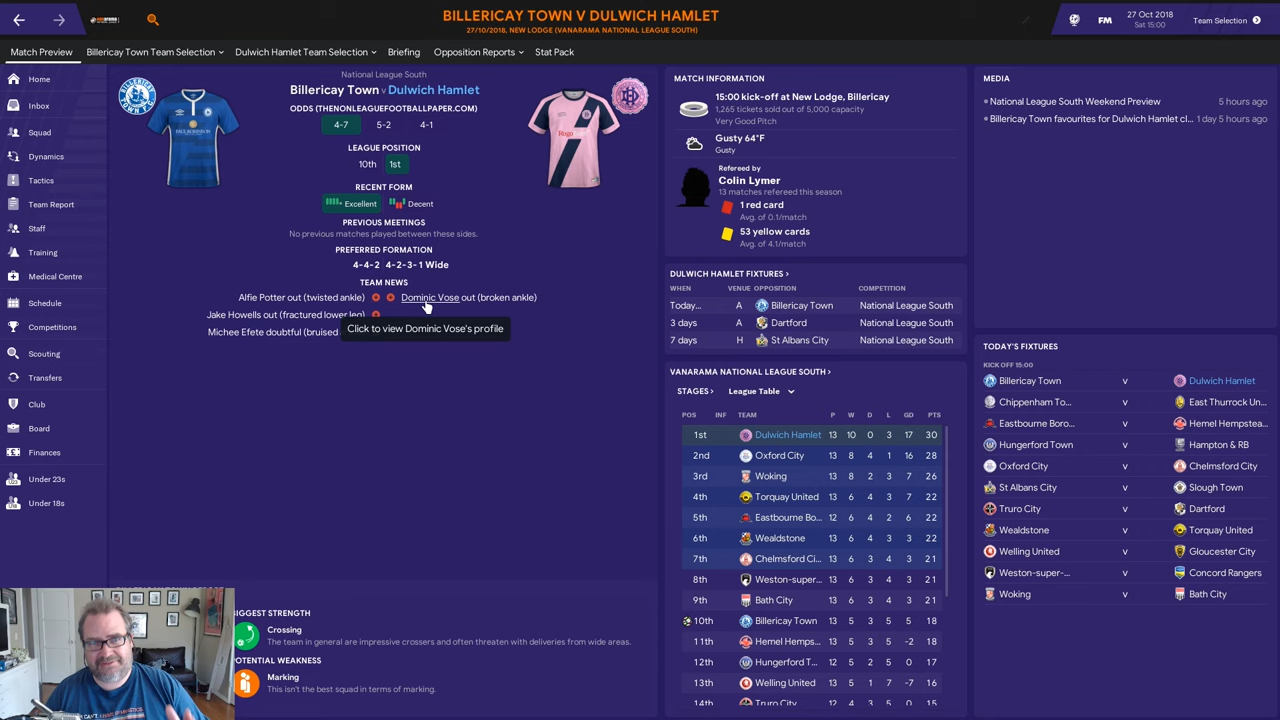 BILLERICAY TOWN V DULWICH HAMLET
27/10/2018, NEW LODGE (VANARAMA NATIONAL LEAGUE SOUTH)
FM
27 Oct 2018
Sat 15:00
Team Selection
Match Preview
Billericay Town Team Selection
Dulwich Hamlet Team Selection
Briefing
Opposition Reports
Stat Pack
Home
Inbox
Squad
Dynamics
Tactics
Team Report
Staff
Training
Medical Centre
Schedule
Competitions
Scouting
Transfers
Club
Board
Finances
Under 23s
Under 18s
National League South
Billericay Town v Dulwich Hamlet
ODDS (THENONLEAGUEFOOTBALLPAPER.COM)
4-7 5-2 4-1
LEAGUE POSITION
10th 1st
RECENT FORM
Excellent Decent
PREVIOUS MEETINGS
No previous matches played between these sides.
PREFERRED FORMATION
4-4-2 4-2-3-1 Wide
TEAM NEWS
Alfie Potter out (twisted ankle) Dominic Vose out (broken ankle)
Jake Howells out (fractured lower leg)
Michee Efete doubtful (bruised
Click to view Dominic Vose's profile
BIGGEST STRENGTH
Crossing
The team in general are impressive crossers and often threaten with deliveries from wide areas.
POTENTIAL WEAKNESS
Marking
This isn't the best squad in terms of marking.
MATCH INFORMATION
15:00 kick-off at New Lodge, Billericay
1,265 tickets sold out of 5,000 capacity
Very Good Pitch
Gusty 64°F
Gusty
Refereed by
Colin Lymer
13 matches refereed this season
1 red card
Avg. of 0.1/match
53 yellow cards
Avg. of 4.1/match
DULWICH HAMLET FIXTURES >
WHEN VENUE OPPOSITION COMPETITION
Today... A Billericay Town National League South
3 days A Dartford National League South
7 days H St Albans City National League South
VANARAMA NATIONAL LEAGUE SOUTH >
STAGES > League Table
POS INF TEAM P W D L GD PTS
1st Dulwich Hamlet 13 10 0 3 17 30
2nd Oxford City 13 8 4 1 16 28
3rd Woking 13 8 2 3 7 26
4th Torquay United 13 6 4 3 7 22
5th Eastbourne Bo... 12 6 4 2 6 22
6th Wealdstone 13 6 4 3 3 22
7th Chelmsford Ci... 13 6 3 4 3 21
8th Weston-super... 13 6 3 4 3 21
9th Bath City 13 6 3 4 3 21
10th Billericay Town 13 5 3 5 5 18
11th Hemel Hemps... 13 5 3 5 -2 18
12th Hungerford T... 12 5 2 5 0 17
13th Welling United 13 5 1 7 -7 16
14th Truro City 12 4 3 5 0 15
MEDIA
National League South Weekend Preview 5 hours ago
Billericay Town favourites for Dulwich Hamlet cl... 1 day 5 hours ago
TODAY'S FIXTURES
KICK OFF 15:00
Billericay Town v Dulwich Hamlet
Chippenham To... v East Thurrock Un...
Eastbourne Boro... v Hemel Hempstea...
Hungerford Town v Hampton & RB
Oxford City v Chelmsford City
St Albans City v Slough Town
Truro City v Dartford
Wealdstone v Torquay United
Welling United v Gloucester City
Weston-super-... v Concord Rangers
Woking v Bath City